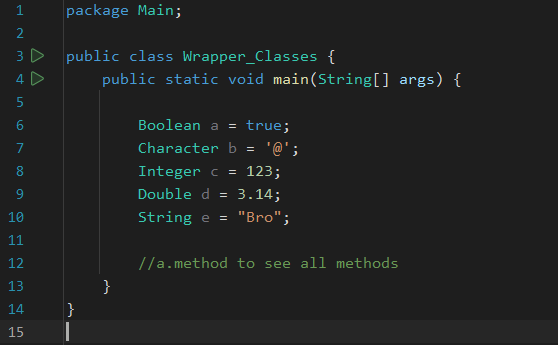 1 package Main;
2
3 public class Wrapper_Classes {
4 public static void main(String[] args) {
5
6 Boolean a = true;
7 Character b = '@';
8 Integer c = 123;
9 Double d = 3.14;
10 String e = "Bro";
11
12 //a.method to see all methods
13 }
14 }
15